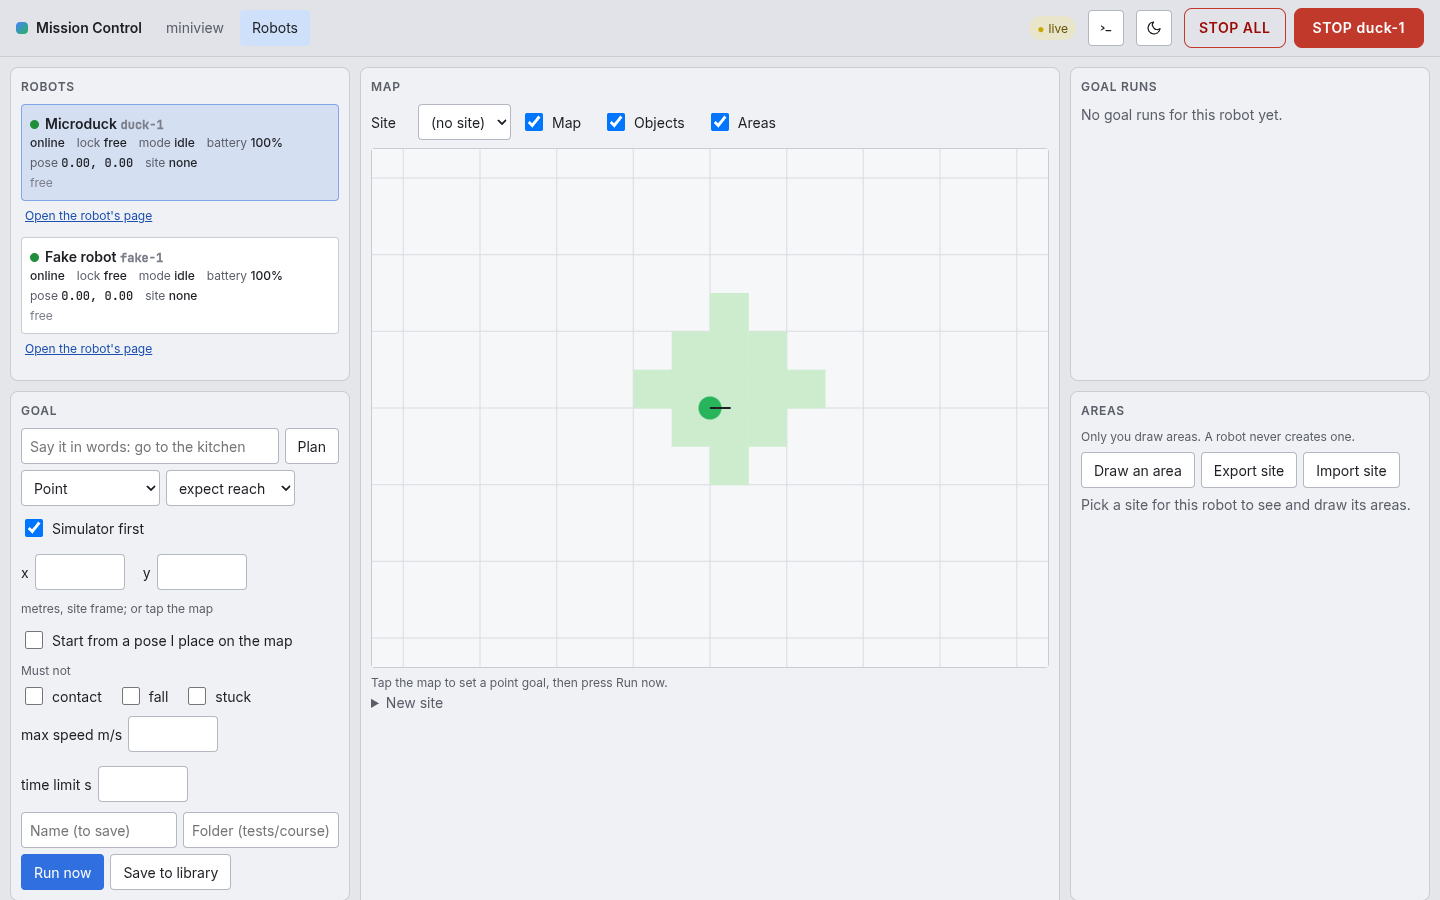 Mission Control miniview Robots live >_ STOP ALL STOP duck-1
ROBOTS
Microduck duck-1
online lock free mode idle battery 100%
pose 0.00, 0.00 site none
free
Open the robot's page
Fake robot fake-1
online lock free mode idle battery 100%
pose 0.00, 0.00 site none
free
Open the robot's page
GOAL
Say it in words: go to the kitchen Plan
Point expect reach
Simulator first
x y
metres, site frame; or tap the map
Start from a pose I place on the map
Must not
contact fall stuck
max speed m/s
time limit s
Name (to save) Folder (tests/course)
Run now Save to library
MAP
Site (no site) Map Objects Areas
Tap the map to set a point goal, then press Run now.
New site
GOAL RUNS
No goal runs for this robot yet.
AREAS
Only you draw areas. A robot never creates one.
Draw an area Export site Import site
Pick a site for this robot to see and draw its areas.